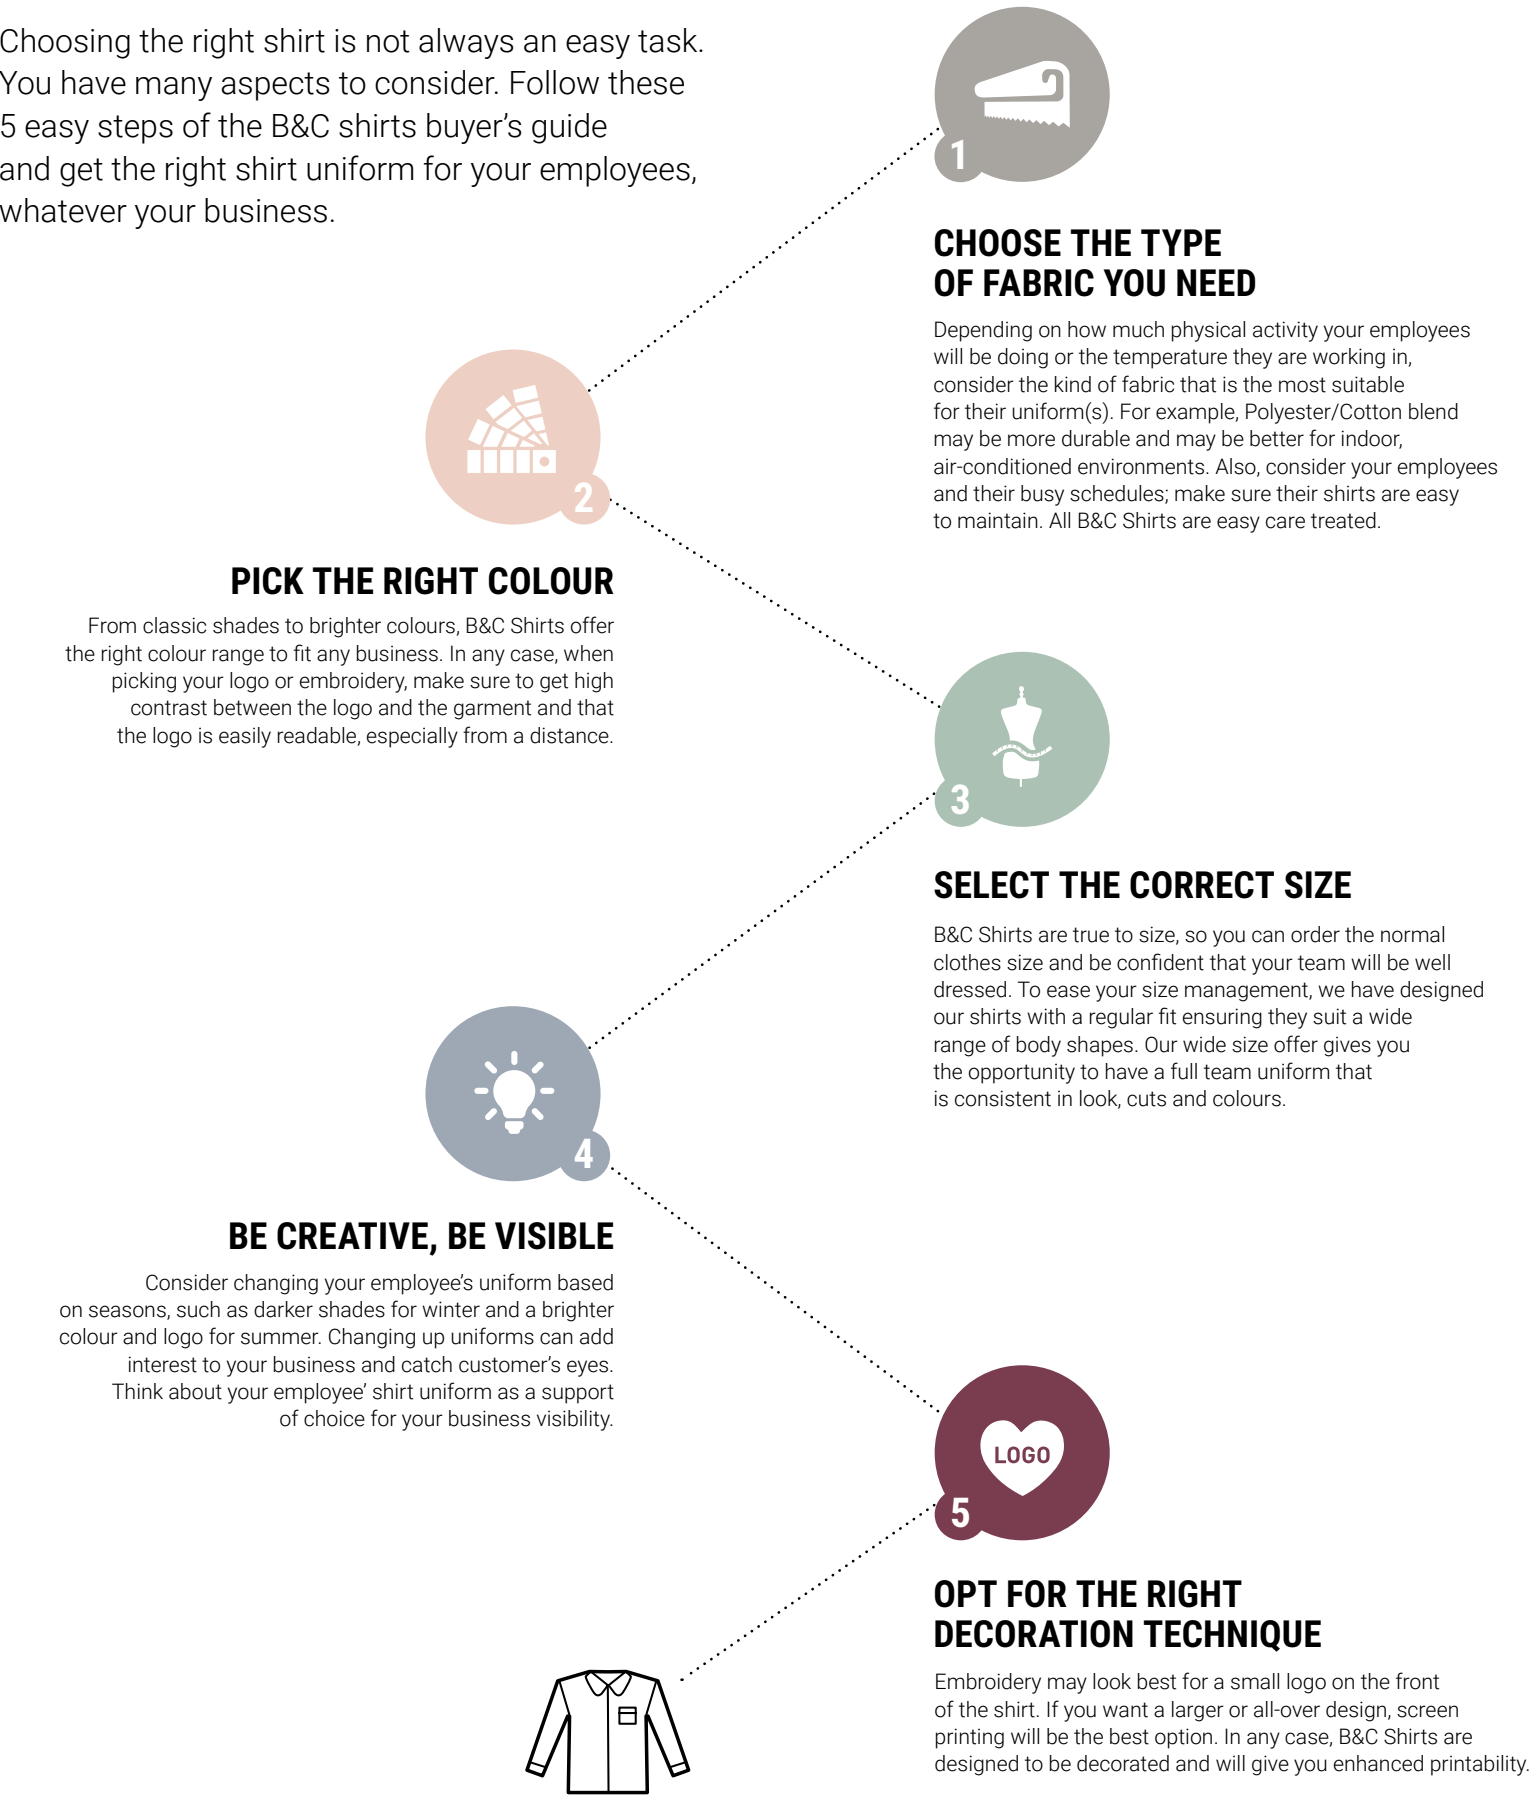 Choosing the right shirt is not always an easy task.
You have many aspects to consider. Follow these
5 easy steps of the B&C shirts buyer's guide
and get the right shirt uniform for your employees,
whatever your business.
1
CHOOSE THE TYPE
OF FABRIC YOU NEED
Depending on how much physical activity your employees
will be doing or the temperature they are working in,
consider the kind of fabric that is the most suitable
for their uniform(s). For example, Polyester/Cotton blend
may be more durable and may be better for indoor,
air-conditioned environments. Also, consider your employees
and their busy schedules; make sure their shirts are easy
to maintain. All B&C Shirts are easy care treated.
2
PICK THE RIGHT COLOUR
From classic shades to brighter colours, B&C Shirts offer
the right colour range to fit any business. In any case, when
picking your logo or embroidery, make sure to get high
contrast between the logo and the garment and that
the logo is easily readable, especially from a distance.
3
SELECT THE CORRECT SIZE
B&C Shirts are true to size, so you can order the normal
clothes size and be confident that your team will be well
dressed. To ease your size management, we have designed
our shirts with a regular fit ensuring they suit a wide
range of body shapes. Our wide size offer gives you
the opportunity to have a full team uniform that
is consistent in look, cuts and colours.
4
BE CREATIVE, BE VISIBLE
Consider changing your employee's uniform based
on seasons, such as darker shades for winter and a brighter
colour and logo for summer. Changing up uniforms can add
interest to your business and catch customer's eyes.
Think about your employee' shirt uniform as a support
of choice for your business visibility.
LOGO
5
OPT FOR THE RIGHT
DECORATION TECHNIQUE
Embroidery may look best for a small logo on the front
of the shirt. If you want a larger or all-over design, screen
printing will be the best option. In any case, B&C Shirts are
designed to be decorated and will give you enhanced printability.